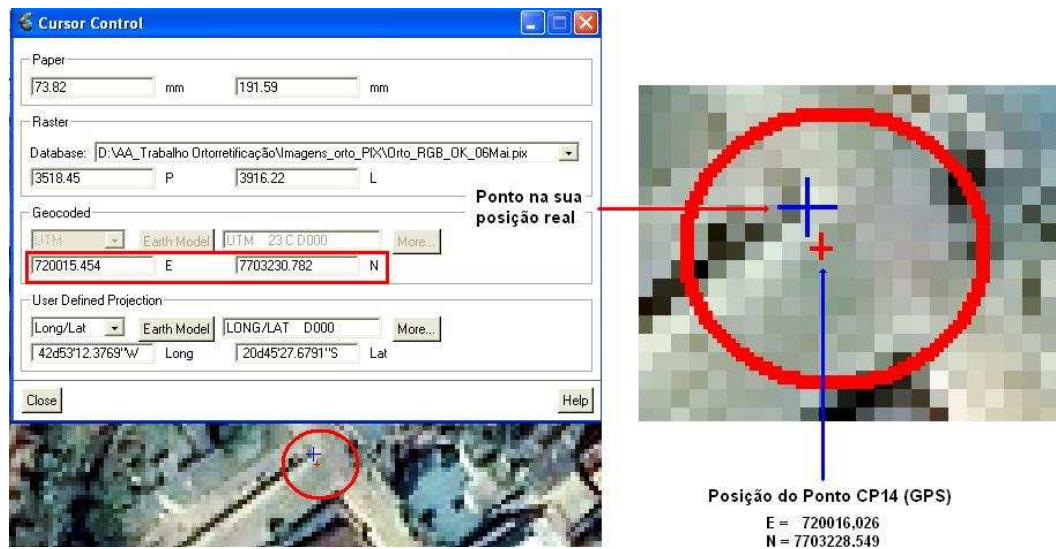 Cursor Control
Paper
73.82 mm 191.59 mm
Raster
Database: D:\AA_Trabalho Ortorretificação\Imagens_orto_PIX\Orto_RGB_OK_06Mai.pix
3518.45 P 3916.22 L
Geocoded
UTM Earth Model UTM 23 C D000 More...
720015.454 E 7703230.782 N
User Defined Projection
Long/Lat Earth Model LONG/LAT D000 More...
42d53'12.3769"W Long 20d45'27.6791"S Lat
Close Help
Ponto na sua
posição real
Posição do Ponto CP14 (GPS)
E = 720016,026
N = 7703228,549